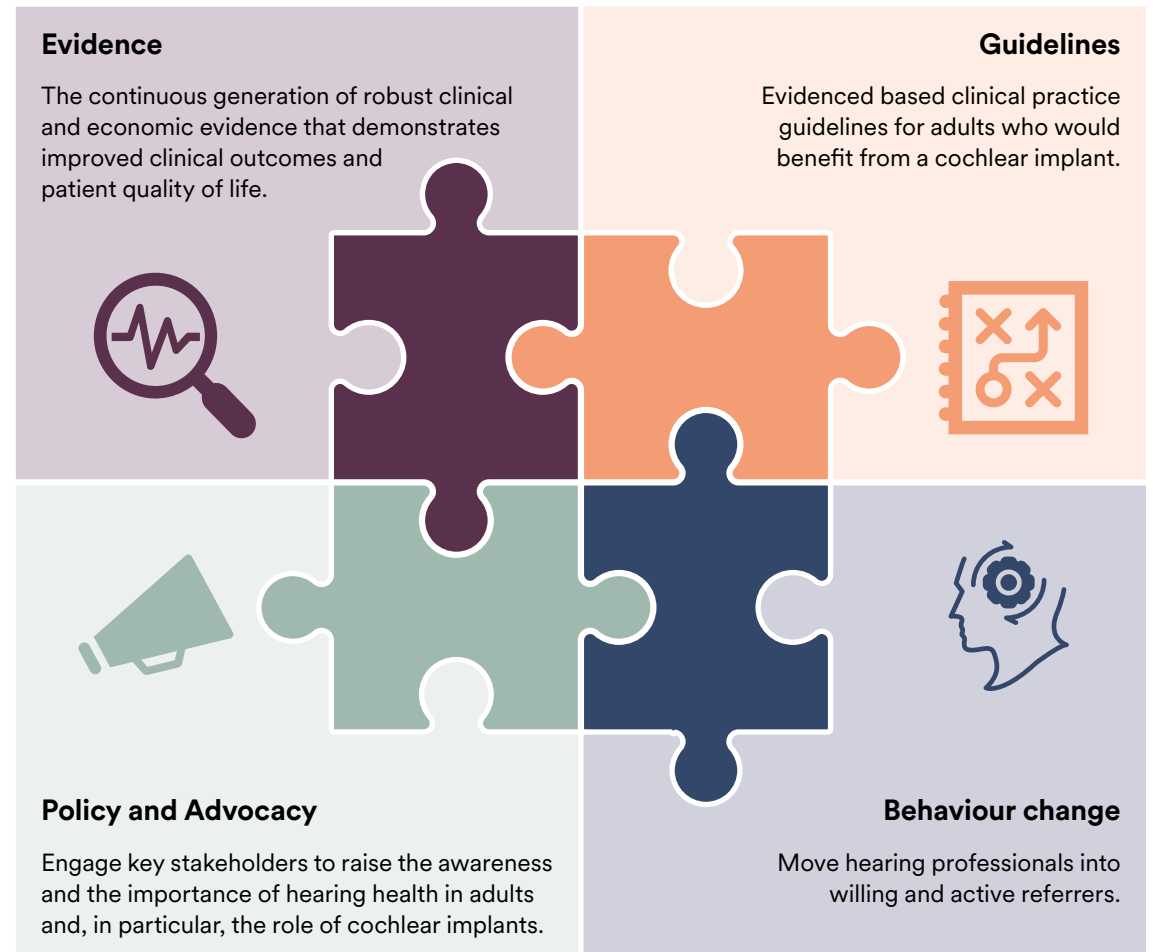 Evidence
The continuous generation of robust clinical
and economic evidence that demonstrates
improved clinical outcomes and
patient quality of life.
Guidelines
Evidenced based clinical practice
guidelines for adults who would
benefit from a cochlear implant.
Policy and Advocacy
Engage key stakeholders to raise the awareness
and the importance of hearing health in adults
and, in particular, the role of cochlear implants.
Behaviour change
Move hearing professionals into
willing and active referrers.